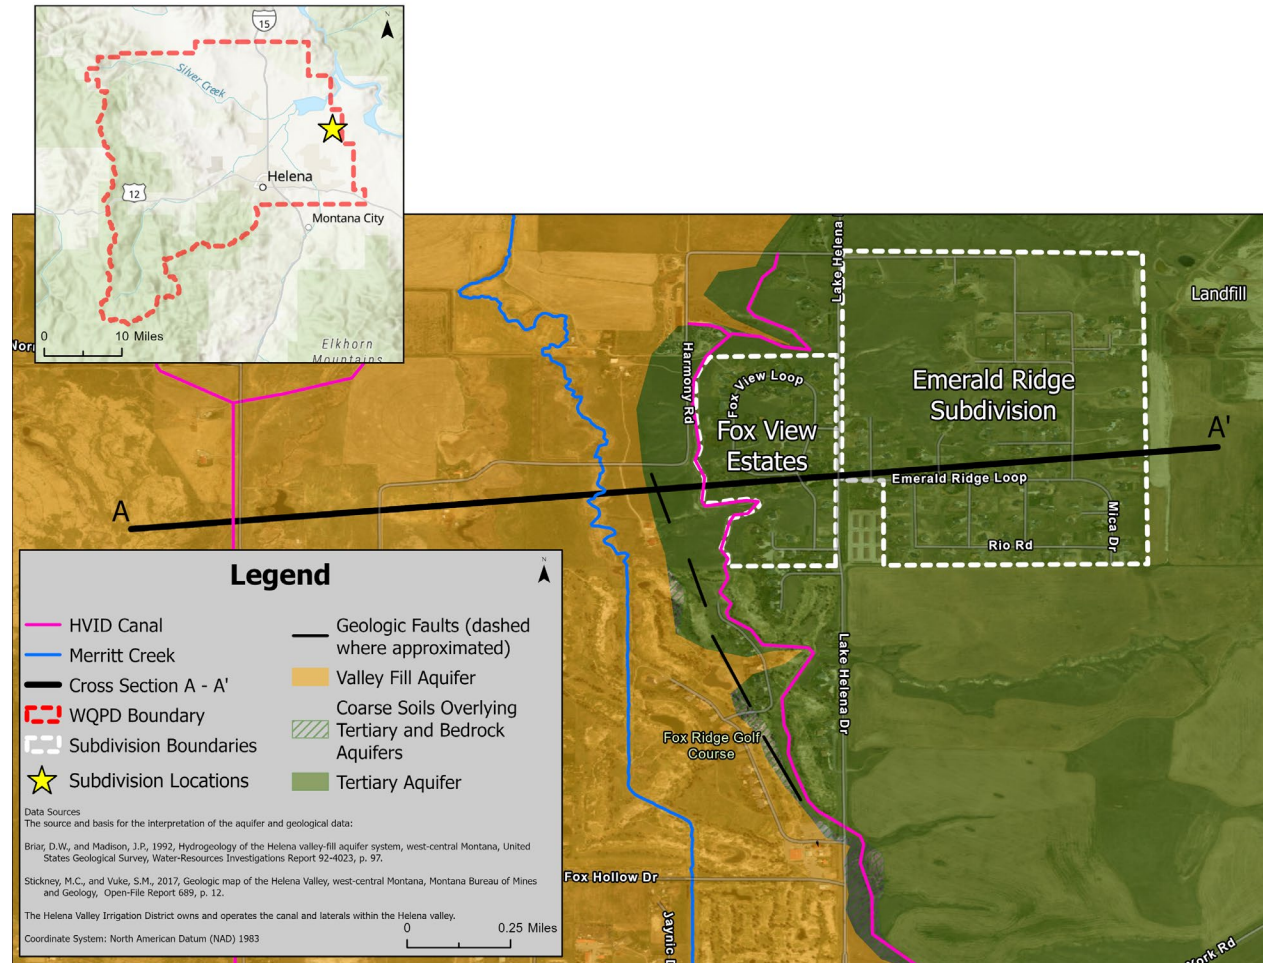 N
15
Silver Creek
Helena
12
Montana City
0 10 Miles
Elkhorn
Mountains
Lake Helena
Landfill
Harmony Rd
Fox View Loop
Emerald Ridge
Subdivision
Fox View
Estates
A'
A
Emerald Ridge Loop
Mica Dr
Rio Rd
Lake Helena Dr
Fox Ridge Golf
Course
Fox Hollow Dr
Jaynic
York Rd
Legend
N
HVID Canal
Merritt Creek
Cross Section A - A'
WQPD Boundary
Subdivision Boundaries
Subdivision Locations
Geologic Faults (dashed
where approximated)
Valley Fill Aquifer
Coarse Soils Overlying
Tertiary and Bedrock
Aquifers
Tertiary Aquifer
Data Sources
The source and basis for the interpretation of the aquifer and geological data:
Briar, D.W., and Madison, J.P., 1992, Hydrogeology of the Helena valley-fill aquifer system, west-central Montana, United
States Geological Survey, Water-Resources Investigations Report 92-4023, p. 97.
Stickney, M.C., and Vuke, S.M., 2017, Geologic map of the Helena Valley, west-central Montana, Montana Bureau of Mines
and Geology, Open-File Report 689, p. 12.
The Helena Valley Irrigation District owns and operates the canal and laterals within the Helena valley.
Coordinate System: North American Datum (NAD) 1983
0 0.25 Miles